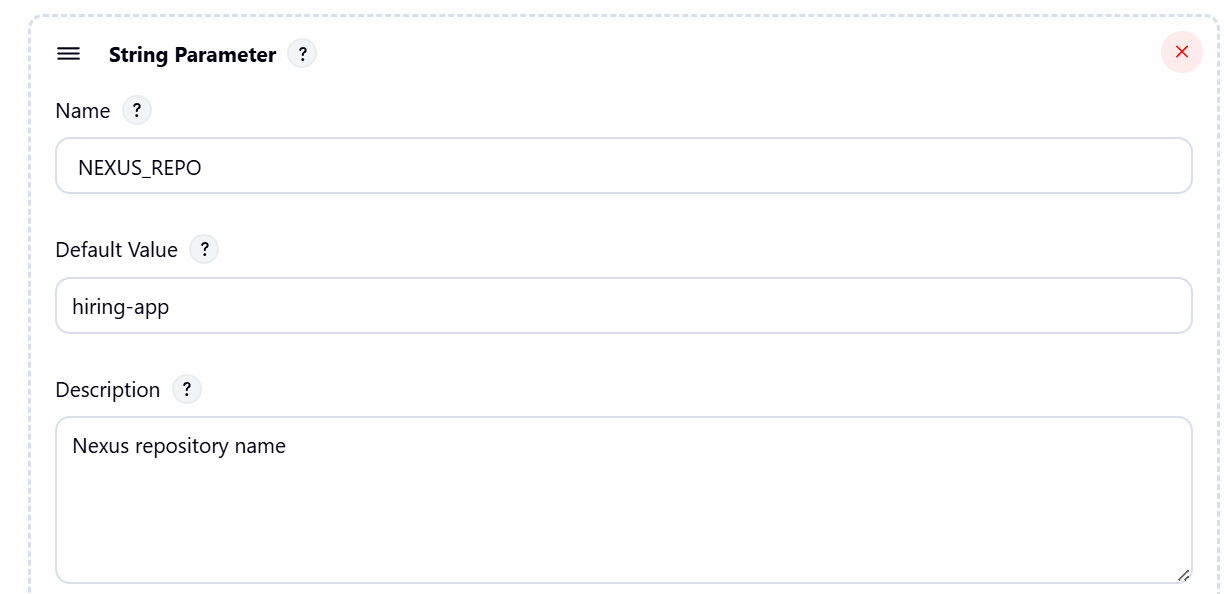 String Parameter ?
Name ?
NEXUS_REPO
Default Value ?
hiring-app
Description ?
Nexus repository name